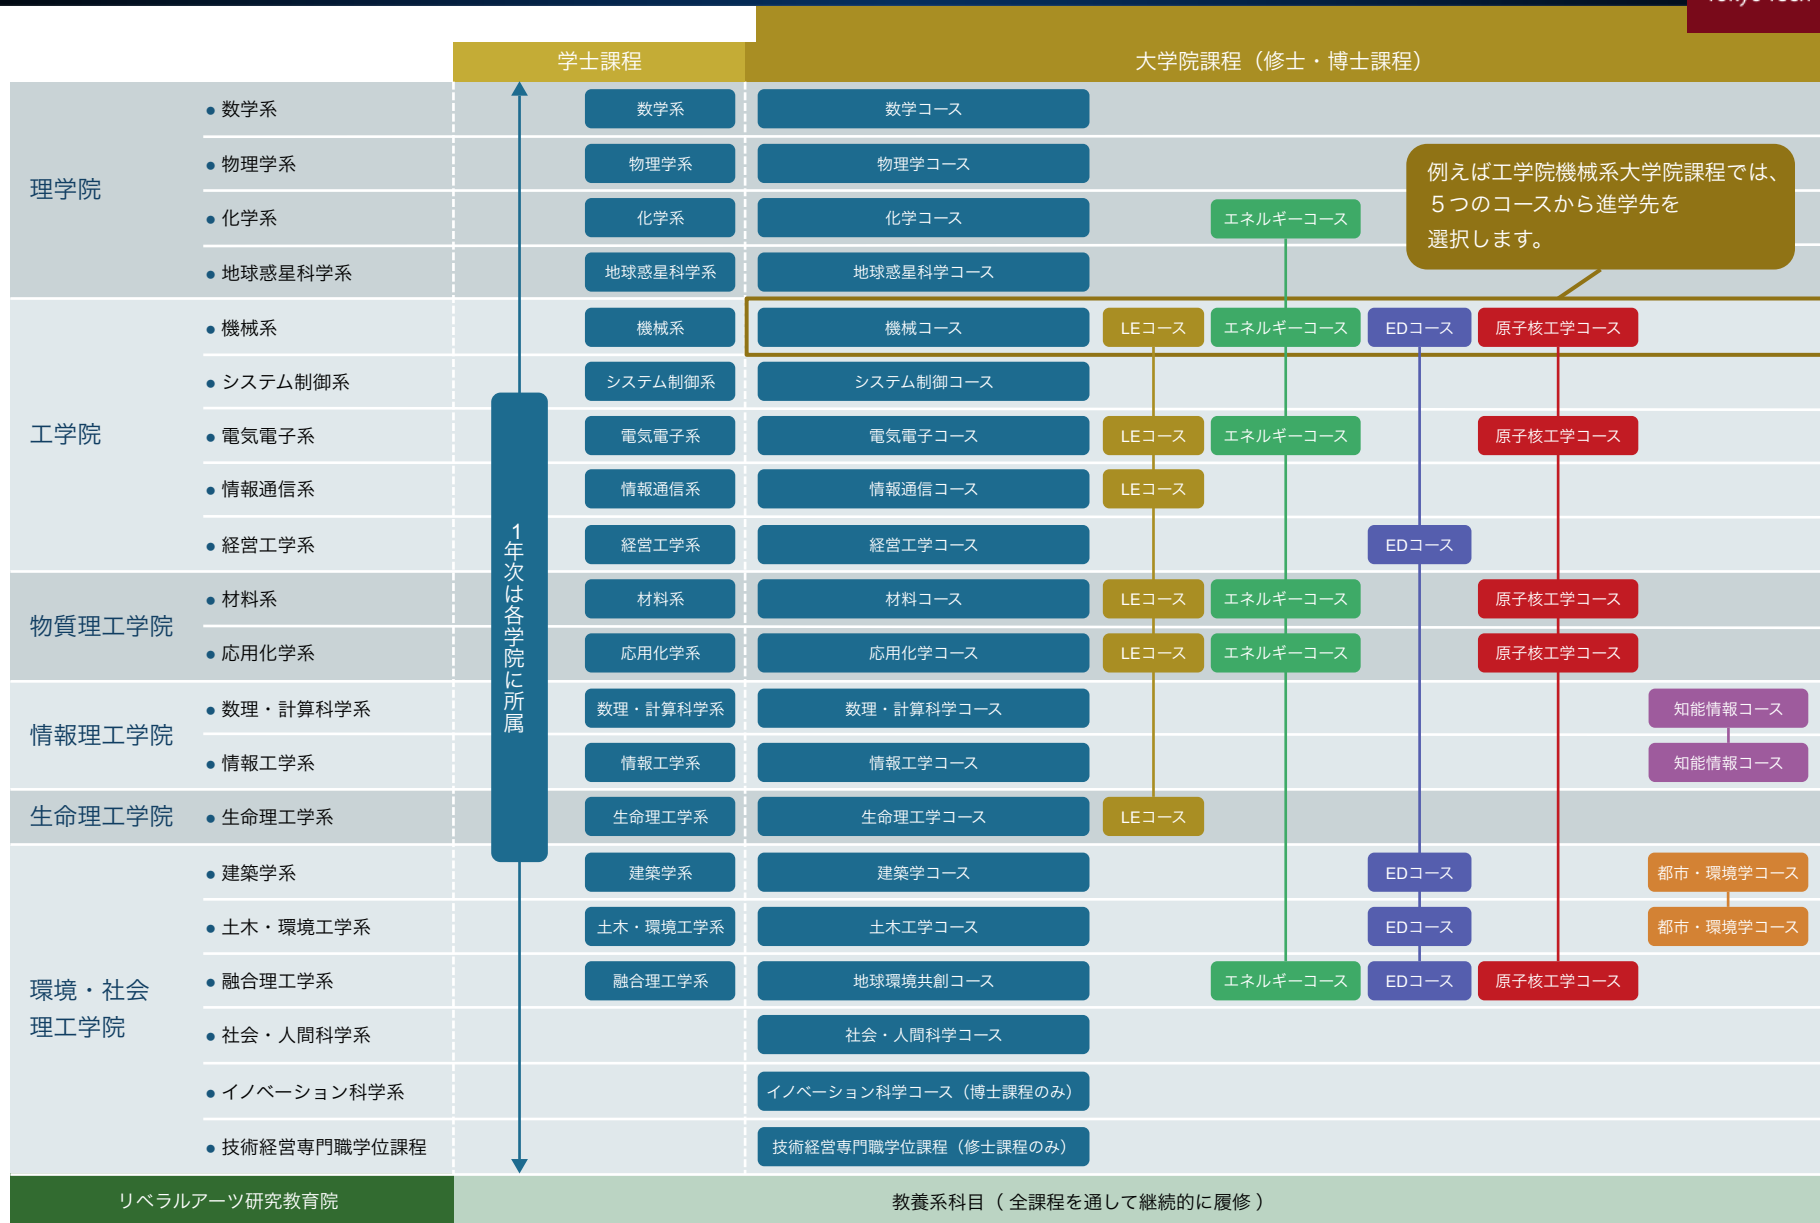 学士課程
大学院課程（修士・博士課程）
理学院
数学系 数学系 数学コース
物理学系 物理学系 物理学コース
例えば工学院機械系大学院課程では、
５つのコースから進学先を
選択します。
化学系 化学系 化学コース エネルギーコース
地球惑星科学系 地球惑星科学系 地球惑星科学コース
工学院
機械系 機械系 機械コース LEコース エネルギーコース EDコース 原子核工学コース
システム制御系 システム制御系 システム制御コース
電気電子系 電気電子系 電気電子コース LEコース エネルギーコース 原子核工学コース
情報通信系 情報通信系 情報通信コース LEコース
経営工学系 経営工学系 経営工学コース EDコース
1年次は各学院に所属
物質理工学院
材料系 材料系 材料コース LEコース エネルギーコース 原子核工学コース
応用化学系 応用化学系 応用化学コース LEコース エネルギーコース 原子核工学コース
情報理工学院
数理・計算科学系 数理・計算科学系 数理・計算科学コース 知能情報コース
情報工学系 情報工学系 情報工学コース 知能情報コース
生命理工学院
生命理工学系 生命理工学系 生命理工学コース LEコース
環境・社会
理工学院
建築学系 建築学系 建築学コース EDコース 都市・環境学コース
土木・環境工学系 土木・環境工学系 土木工学コース EDコース 都市・環境学コース
融合理工学系 融合理工学系 地球環境共創コース エネルギーコース EDコース 原子核工学コース
社会・人間科学系 社会・人間科学コース
イノベーション科学系 イノベーション科学コース（博士課程のみ）
技術経営専門職学位課程 技術経営専門職学位課程（修士課程のみ）
リベラルアーツ研究教育院
教養系科目（ 全課程を通して継続的に履修 ）